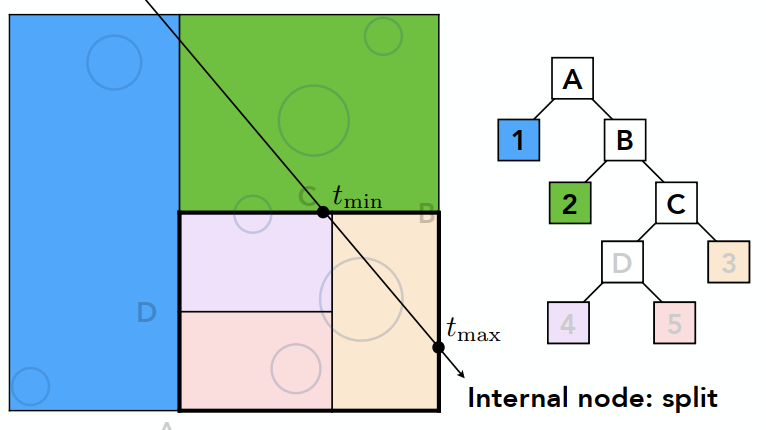 A
1
B
C
t_min
B
2
C
D
D
3
t_max
4
5
Internal node: split
A